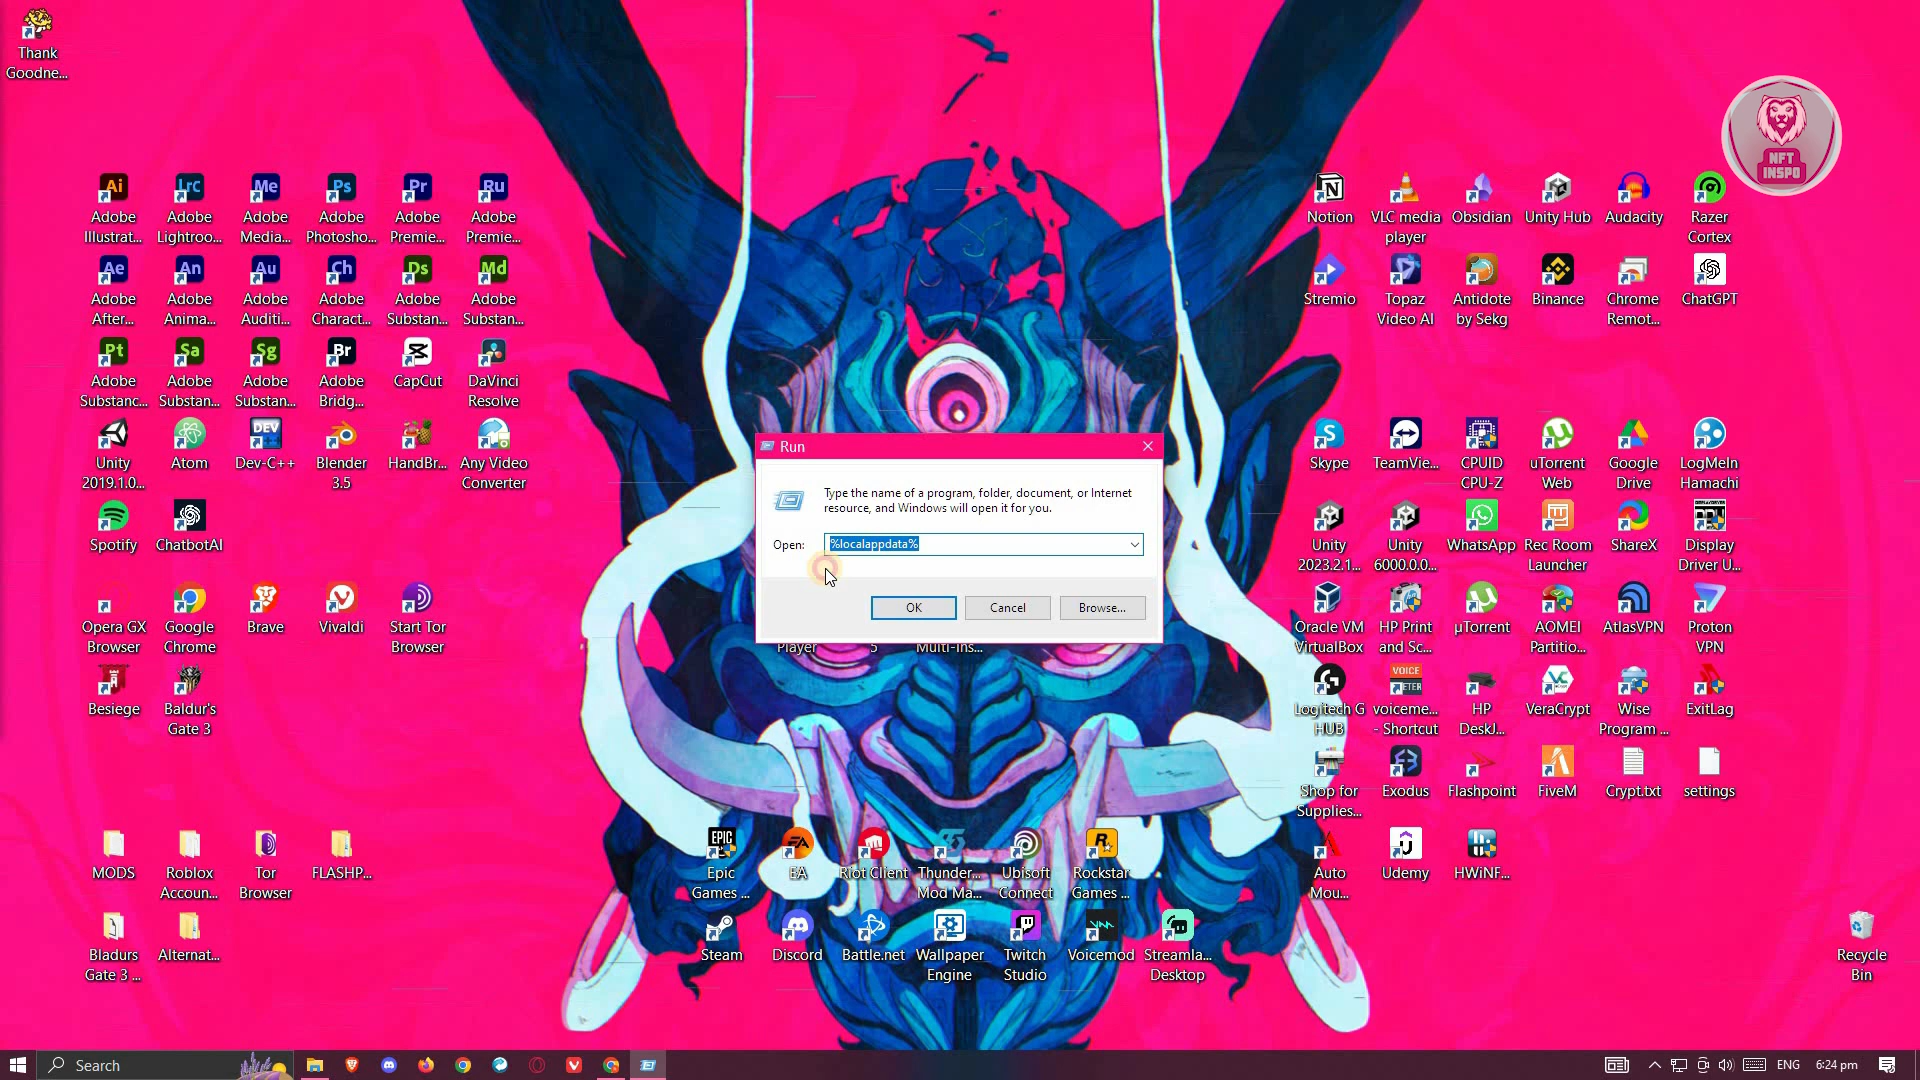 Thank
Goodne...
NFT
INSPO
Ai
Lrc
Me
Ps
Pr
Ru
Adobe
Illustrat...
Adobe
Lightroo...
Adobe
Media...
Adobe
Photosho...
Adobe
Premie...
Adobe
Premie...
Notion
VLC media
player
Obsidian
Unity Hub
Audacity
Razer
Cortex
Ae
An
Au
Ch
Ds
Md
Adobe
After...
Adobe
Anima...
Adobe
Auditi...
Adobe
Charact...
Adobe
Substan...
Adobe
Substan...
Stremio
Topaz
Video AI
Antidote
by Sekg
Binance
Chrome
Remot...
ChatGPT
Pt
Sa
Sg
Br
Adobe
Substanc...
Adobe
Substan...
Adobe
Substan...
Adobe
Bridg...
CapCut
DaVinci
Resolve
DEV
Unity
2019.1.0...
Atom
Dev-C++
Blender
3.5
HandBr...
Any Video
Converter
Skype
TeamVie...
CPUID
CPU-Z
uTorrent
Web
Google
Drive
LogMeIn
Hamachi
Spotify
ChatbotAI
Unity
2023.2.1...
Unity
6000.0.0...
WhatsApp
Rec Room
Launcher
ShareX
Display
Driver U...
Opera GX
Browser
Google
Chrome
Brave
Vivaldi
Start Tor
Browser
Oracle VM
VirtualBox
HP Print
and Sc...
µTorrent
AOMEI
Partitio...
AtlasVPN
Proton
VPN
Besiege
Baldur's
Gate 3
VOICE
Logitech G
HUB
voiceme...
- Shortcut
HP
DeskJ...
VeraCrypt
Wise
Program ...
ExitLag
Shop for
Supplies...
Exodus
Flashpoint
FiveM
Crypt.txt
settings
Run
Type the name of a program, folder, document, or Internet
resource, and Windows will open it for you.
Open:
%localappdata%
OK
Cancel
Browse...
Player
5
Multi-Ins...
MODS
Roblox
Accoun...
Tor
Browser
FLASHP...
EPIC
EA
Epic
Games ...
EA
Riot Client
Thunder...
Mod Ma...
Ubisoft
Connect
Rockstar
Games ...
Auto
Mou...
Udemy
HWiNF...
Bladurs
Gate 3 ...
Alternat...
Steam
Discord
Battle.net
Wallpaper
Engine
Twitch
Studio
Voicemod
Streamla...
Desktop
Recycle
Bin
Search
ENG
6:24 pm